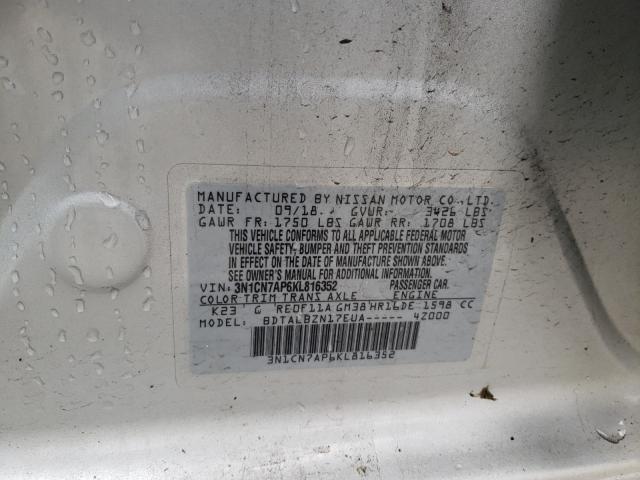 MANUFACTURED BY NISSAN MOTOR CO.,LTD.
DATE: 09/18 GVWR: 3426 LBS
GAWR FR: 1750 LBS GAWR RR: 1708 LBS
THIS VEHICLE CONFORMS TO ALL APPLICABLE FEDERAL MOTOR
VEHICLE SAFETY, BUMPER AND THEFT PREVENTION STANDARDS
IN EFFECT ON THE DATE OF MANUFACTURE SHOWN ABOVE.
SEE OWNER'S MANUAL FOR ADDITIONAL INFORMATION.
VIN: 3N1CN7AP6KL816352 PASSENGER CAR.
COLOR TRIM TRANS AXLE ENGINE
K23 G RE0F11A GM38 HR16DE 1598 CC
MODEL: BDTALBZN17EUA----- 4Z000
3N1CN7AP6KL816352